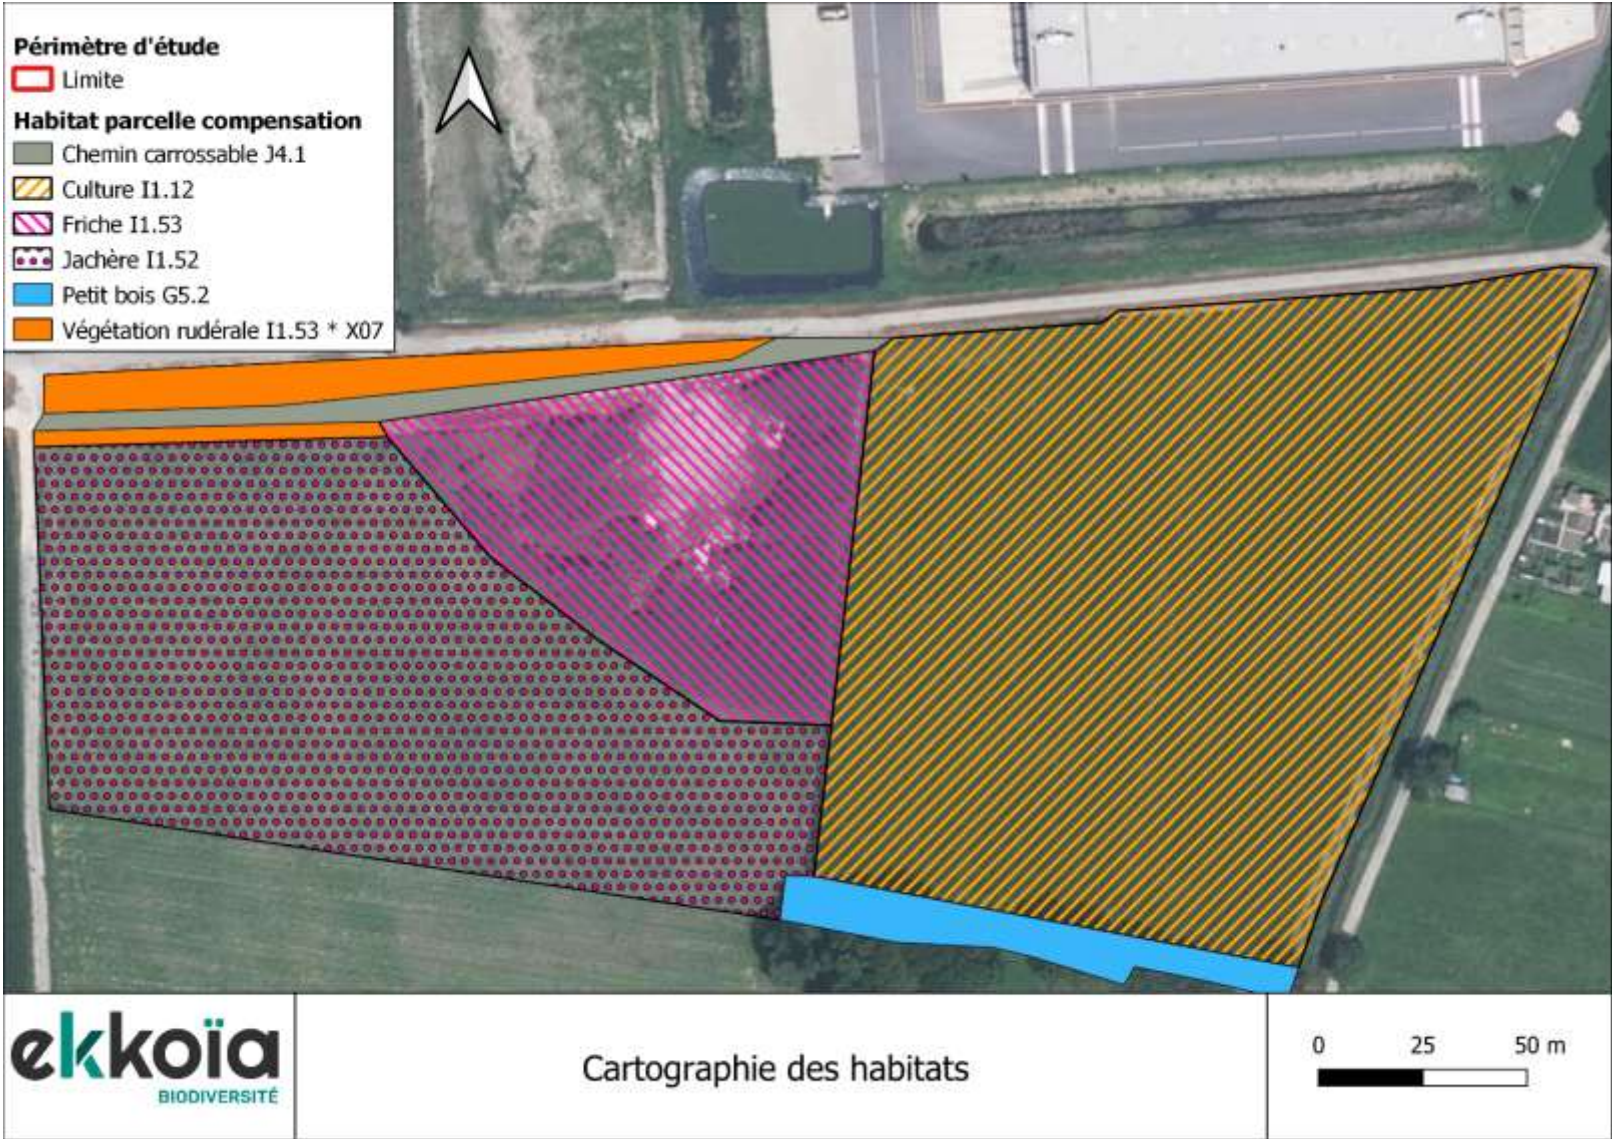 Périmètre d'étude
Limite
Habitat parcelle compensation
Chemin carrossable J4.1
Culture I1.12
Friche I1.53
Jachère I1.52
Petit bois G5.2
Végétation rudérale I1.53 * X07
ekkoïa
BIODIVERSITÉ
Cartographie des habitats
0 25 50 m